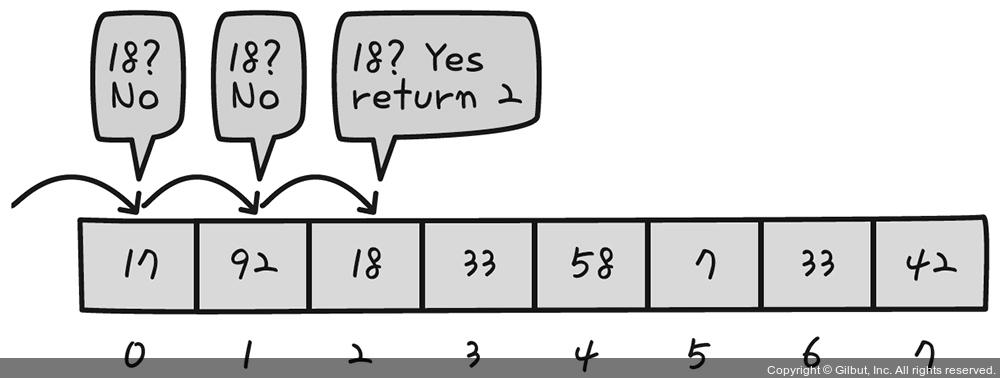 18?
No
18?
No
18? Yes
return 2
17 92 18 33 58 7 33 42
0 1 2 3 4 5 6 7
Copyright © Gilbut, Inc. All rights reserved.